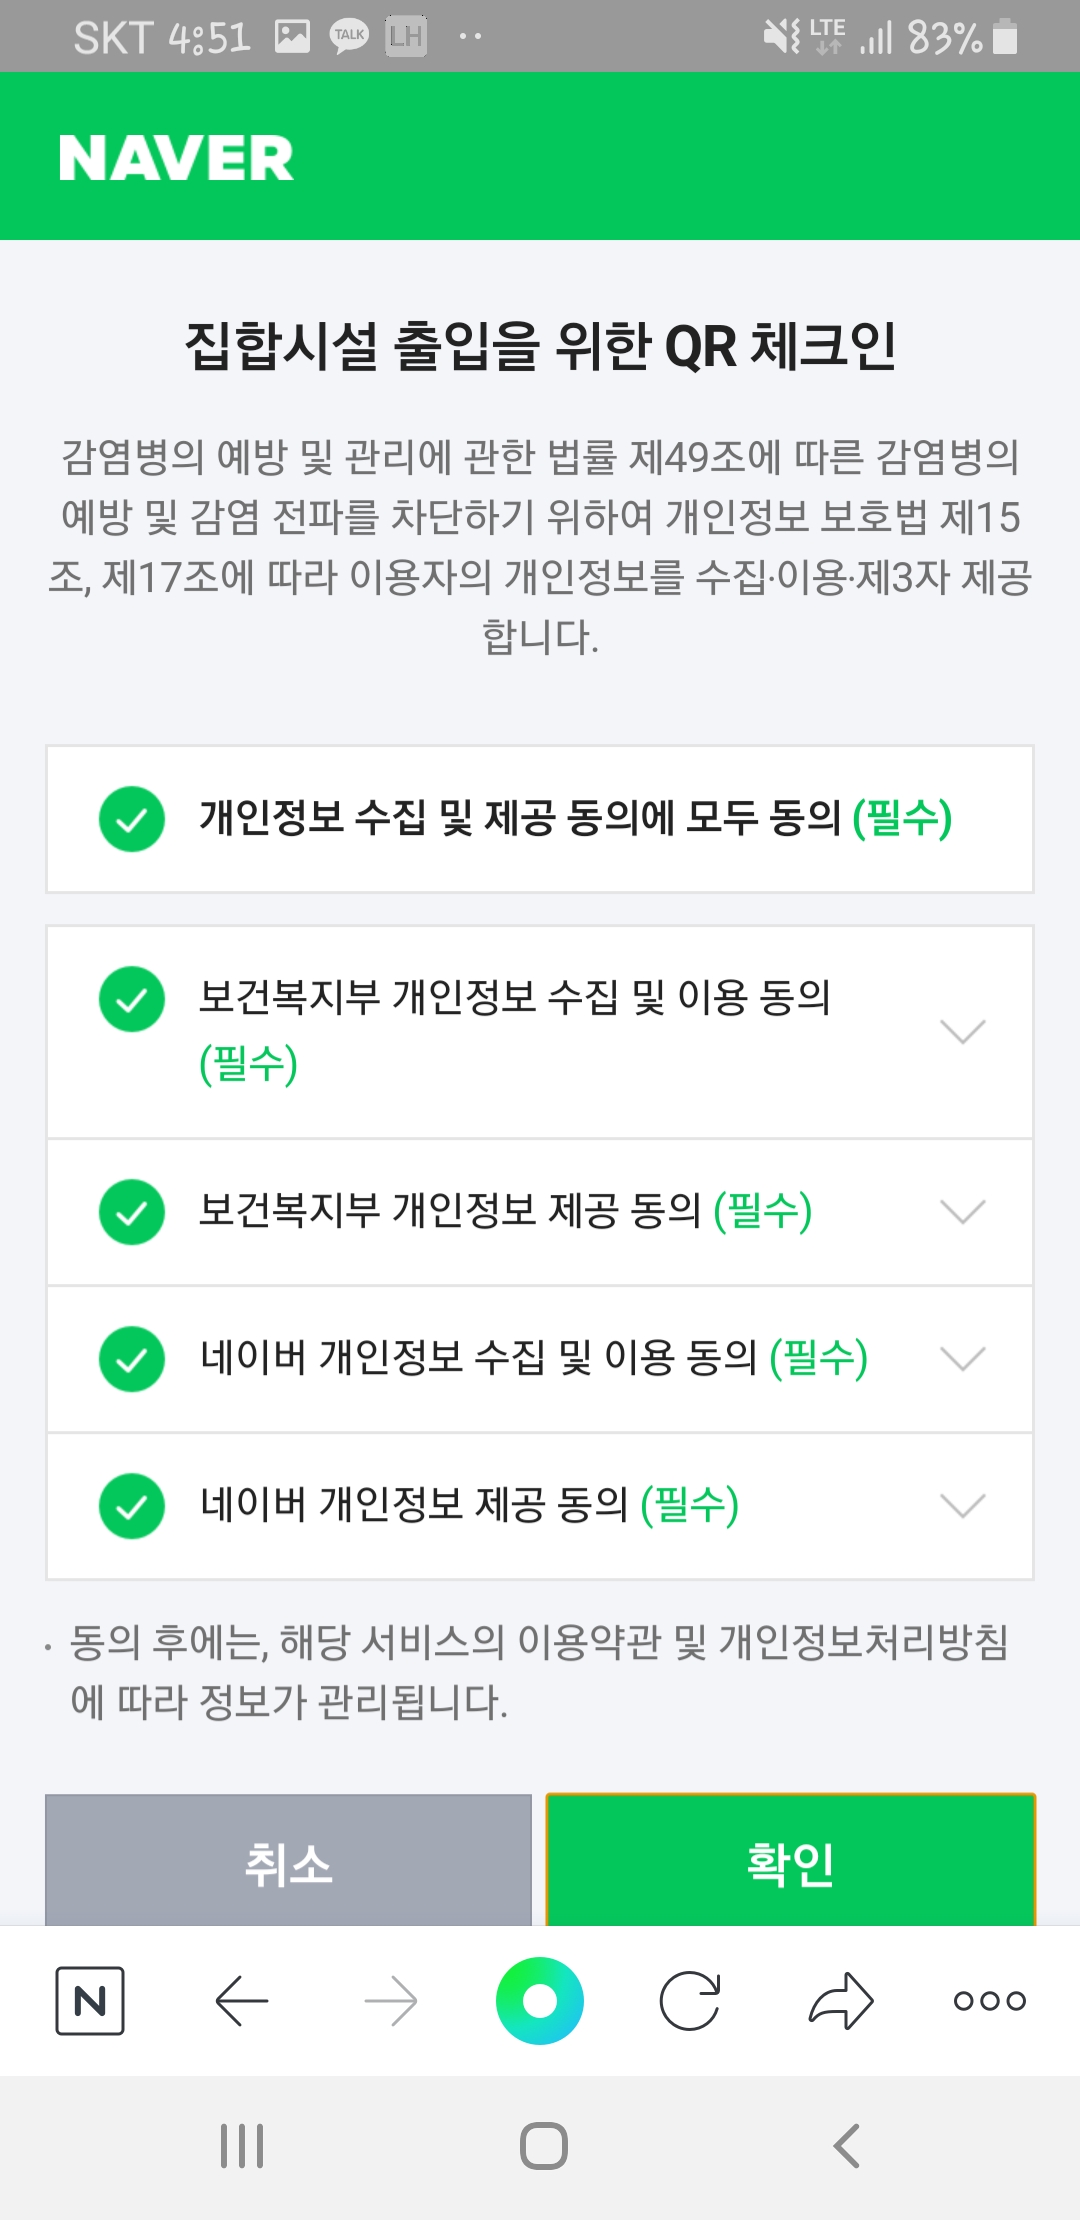 SKT 4:51 TALK LH LTE 83%
NAVER
집합시설 출입을 위한 QR 체크인
감염병의 예방 및 관리에 관한 법률 제49조에 따른 감염병의
예방 및 감염 전파를 차단하기 위하여 개인정보 보호법 제15
조, 제17조에 따라 이용자의 개인정보를 수집·이용·제3자 제공
합니다.
개인정보 수집 및 제공 동의에 모두 동의 (필수)
보건복지부 개인정보 수집 및 이용 동의
(필수)
보건복지부 개인정보 제공 동의 (필수)
네이버 개인정보 수집 및 이용 동의 (필수)
네이버 개인정보 제공 동의 (필수)
· 동의 후에는, 해당 서비스의 이용약관 및 개인정보처리방침
에 따라 정보가 관리됩니다.
취소 확인
N